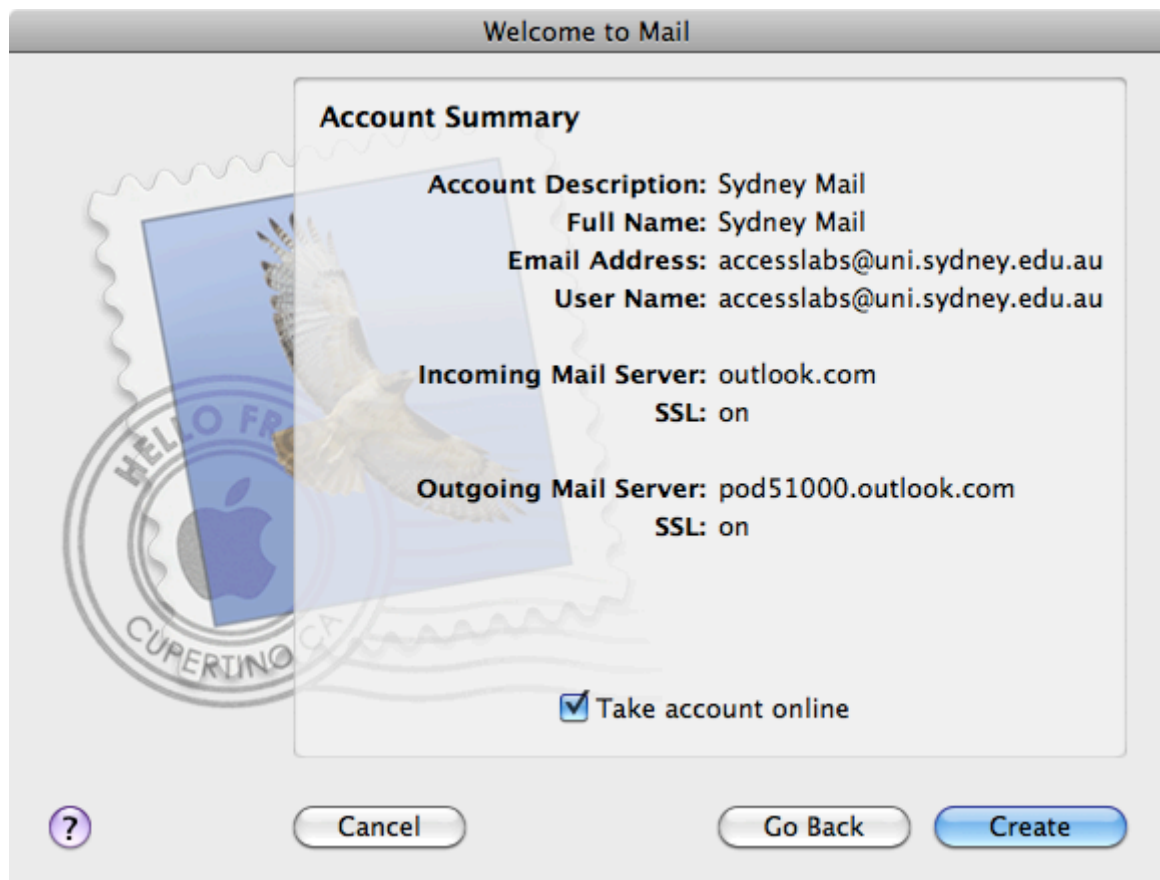 Welcome to Mail
Account Summary
Account Description: Sydney Mail
Full Name: Sydney Mail
Email Address: accesslabs@uni.sydney.edu.au
User Name: accesslabs@uni.sydney.edu.au
Incoming Mail Server: outlook.com
SSL: on
Outgoing Mail Server: pod51000.outlook.com
SSL: on
HELLO FR
CUPERTINO CA
Take account online
?
Cancel
Go Back
Create